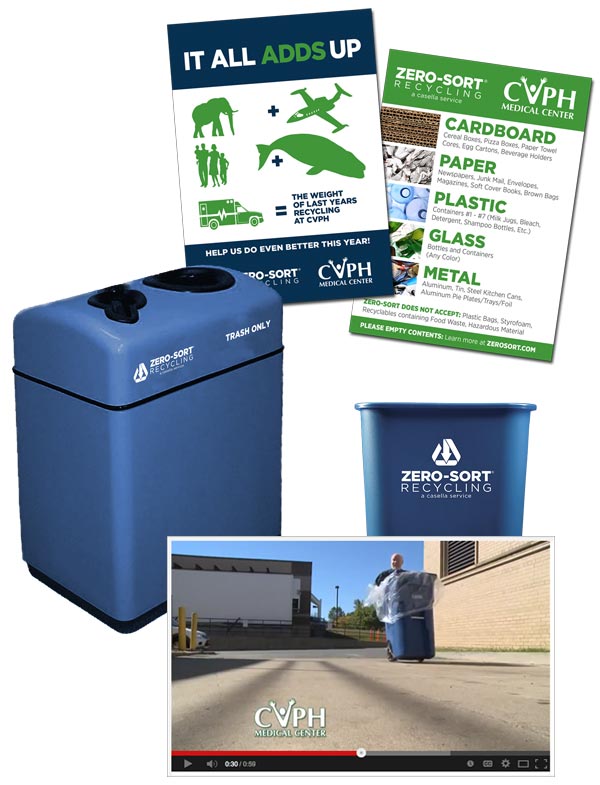 IT ALL ADDS UP
+
+
= THE WEIGHT
OF LAST YEARS
RECYCLING
AT CVPH
HELP US DO EVEN BETTER THIS YEAR!
ZERO-SORT®
RECYCLING
CVPH
MEDICAL CENTER
ZERO-SORT®
RECYCLING
a casella service
CVPH
MEDICAL CENTER
CARDBOARD
Cereal Boxes, Pizza Boxes, Paper Towel
Cores, Egg Cartons, Beverage Holders
PAPER
Newspapers, Junk Mail, Envelopes,
Magazines, Soft Cover Books, Brown Bags
PLASTIC
Containers #1 - #7 (Milk Jugs, Bleach,
Detergent, Shampoo Bottles, Etc.)
GLASS
Bottles and Containers
(Any Color)
METAL
Aluminum, Tin, Steel Kitchen Cans,
Aluminum Pie Plates/Trays/Foil
ZERO-SORT DOES NOT ACCEPT: Plastic Bags, Styrofoam,
Recyclables containing Food Waste, Hazardous Material
PLEASE EMPTY CONTENTS: Learn more at ZEROSORT.COM
TRASH ONLY
ZERO-SORT®
RECYCLING
a casella service
ZERO-SORT®
RECYCLING
a casella service
CVPH
MEDICAL CENTER
0:30 / 0:59